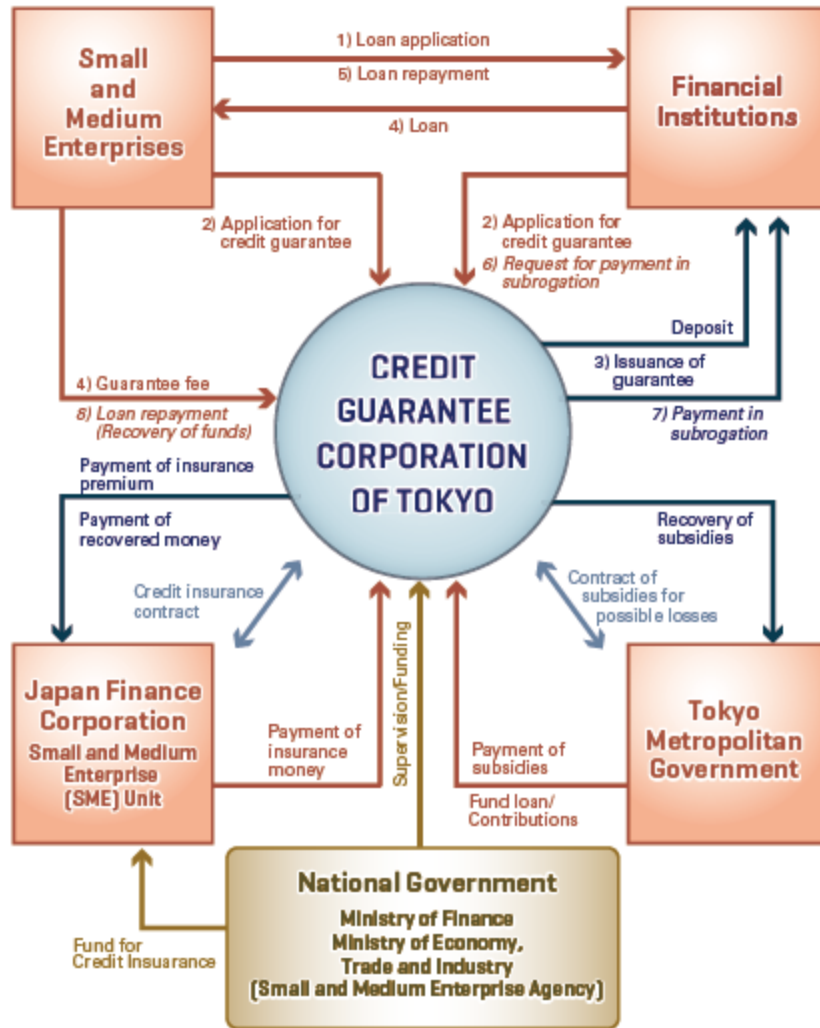 Small
and
Medium
Enterprises
1) Loan application
5) Loan repayment
4) Loan
Financial
Institutions
2) Application for
credit guarantee
2) Application for
credit guarantee
6) Request for payment in
subrogation
Deposit
3) Issuance of
guarantee
7) Payment in
subrogation
4) Guarantee fee
8) Loan repayment
(Recovery of funds)
CREDIT
GUARANTEE
CORPORATION
OF TOKYO
Payment of insurance
premium
Payment of
recovered money
Recovery of
subsidies
Credit insurance
contract
Contract of
subsidies for
possible losses
Japan Finance
Corporation
Small and Medium
Enterprise
(SME) Unit
Payment of
insurance
money
Supervision/Funding
Payment of
subsidies
Fund loan/
Contributions
Tokyo
Metropolitan
Government
National Government
Ministry of Finance
Ministry of Economy,
Trade and Industry
(Small and Medium Enterprise Agency)
Fund for
Credit Insuarance